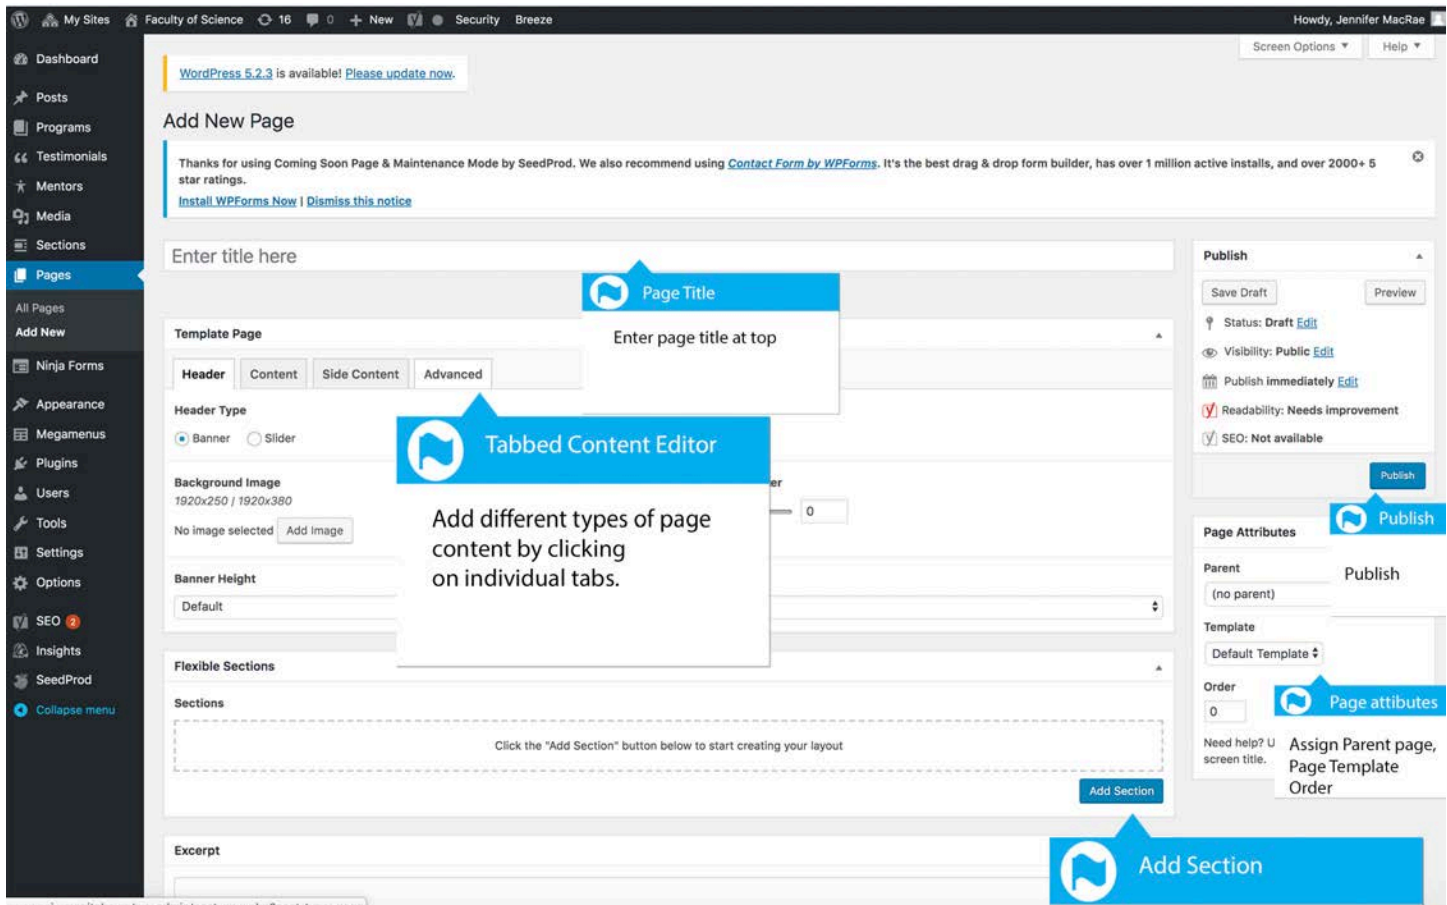 My Sites Faculty of Science 16 0 New Security Breeze Howdy, Jennifer MacRae
Screen Options Help
Dashboard
Posts
Programs
Testimonials
Mentors
Media
Sections
Pages
All Pages
Add New
Ninja Forms
Appearance
Megamenus
Plugins
Users
Tools
Settings
Options
SEO 2
Insights
SeedProd
Collapse menu
WordPress 5.2.3 is available! Please update now.
Add New Page
Thanks for using Coming Soon Page & Maintenance Mode by SeedProd. We also recommend using Contact Form by WPForms. It's the best drag & drop form builder, has over 1 million active installs, and over 2000+ 5
star ratings.
Install WPForms Now | Dismiss this notice
Enter title here
Page Title
Enter page title at top
Template Page
Header Content Side Content Advanced
Header Type
Banner Slider
Tabbed Content Editor
Add different types of page
content by clicking
on individual tabs.
Background Image
1920x250 | 1920x380
No image selected Add Image
0
Banner Height
Default
Flexible Sections
Sections
Click the "Add Section" button below to start creating your layout
Add Section
Add Section
Excerpt
Publish
Save Draft Preview
Status: Draft Edit
Visibility: Public Edit
Publish immediately Edit
Readability: Needs improvement
SEO: Not available
Publish
Publish
Publish
Page Attributes
Parent
(no parent)
Template
Default Template
Order
0
Page attibutes
Assign Parent page,
Page Template
Order
Need help? U
screen title.